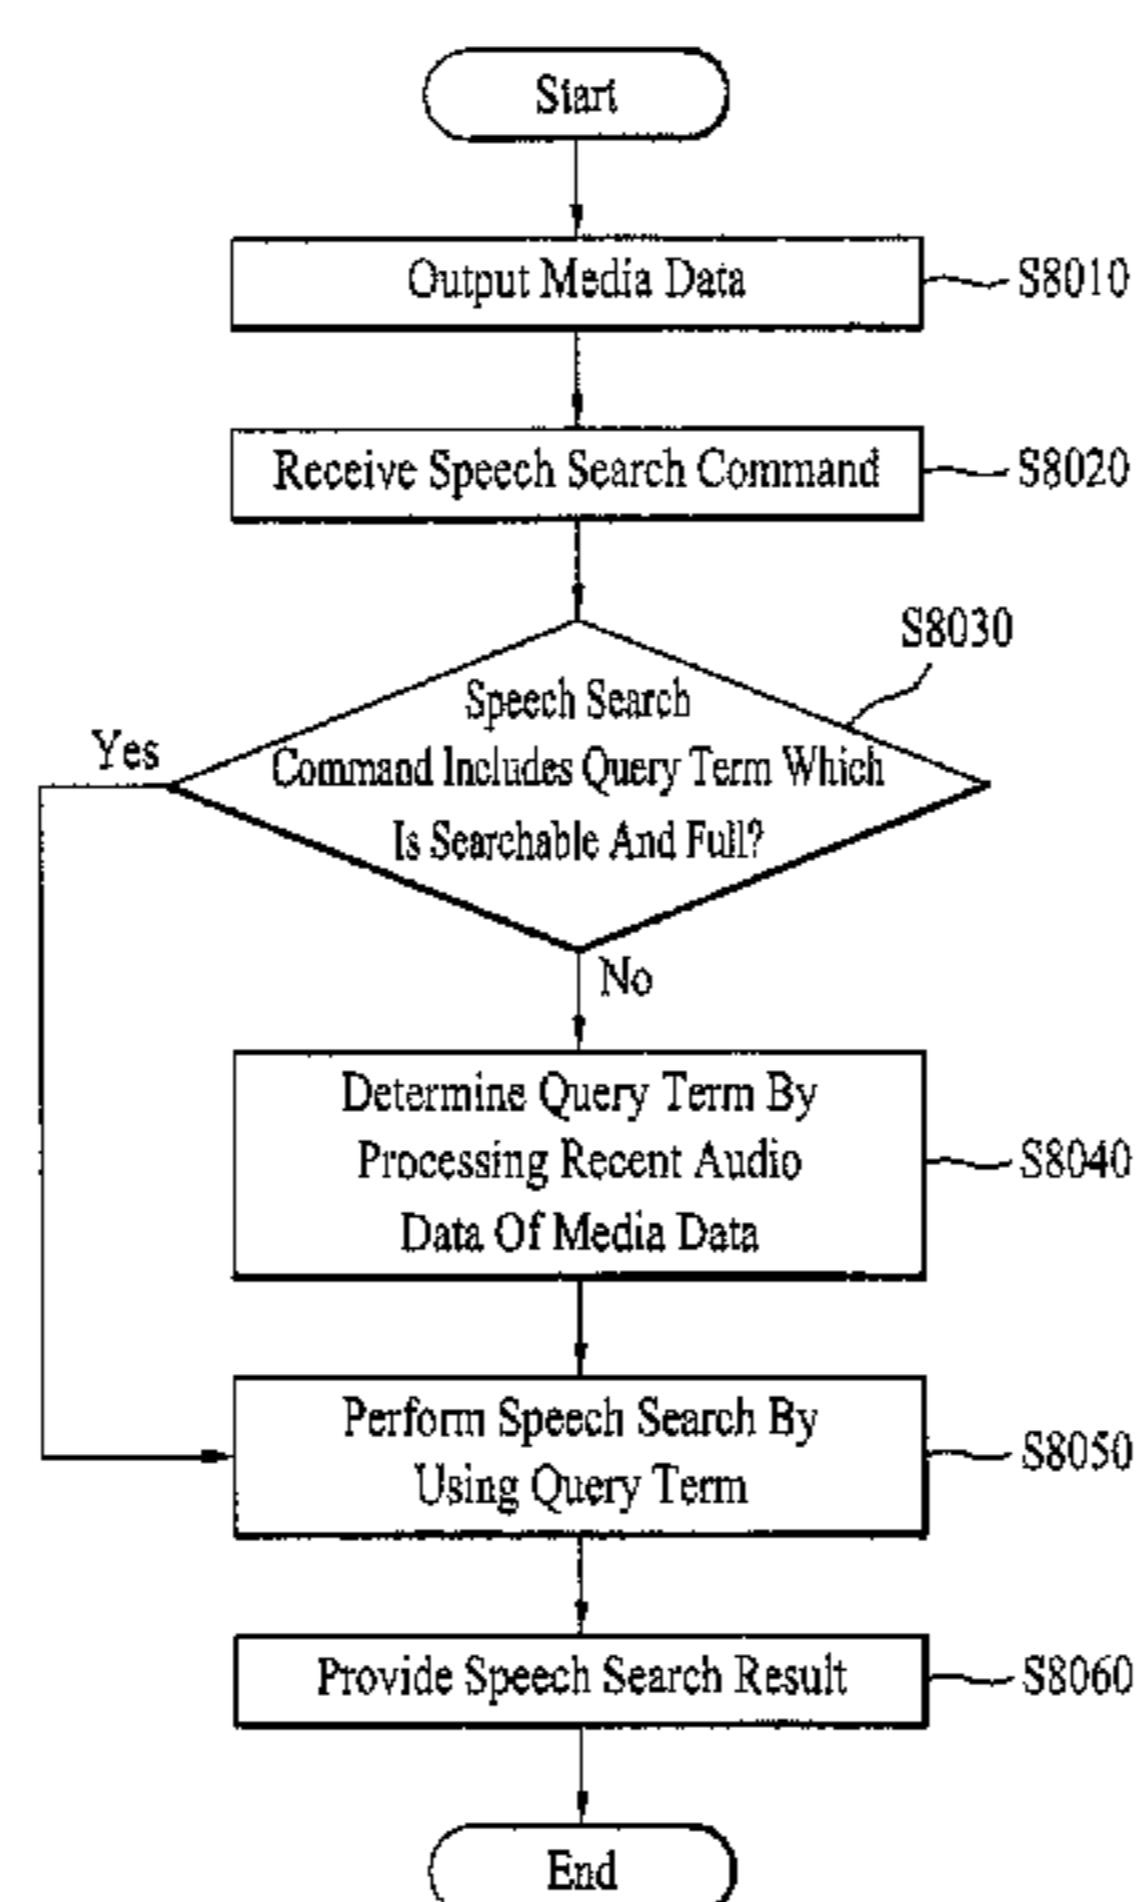 Start
Output Media Data
S8010
Receive Speech Search Command
S8020
S8030
Speech Search
Command Includes Query Term Which
Is Searchable And Full?
Yes
No
Determine Query Term By
Processing Recent Audio
Data Of Media Data
S8040
Perform Speech Search By
Using Query Term
S8050
Provide Speech Search Result
S8060
End